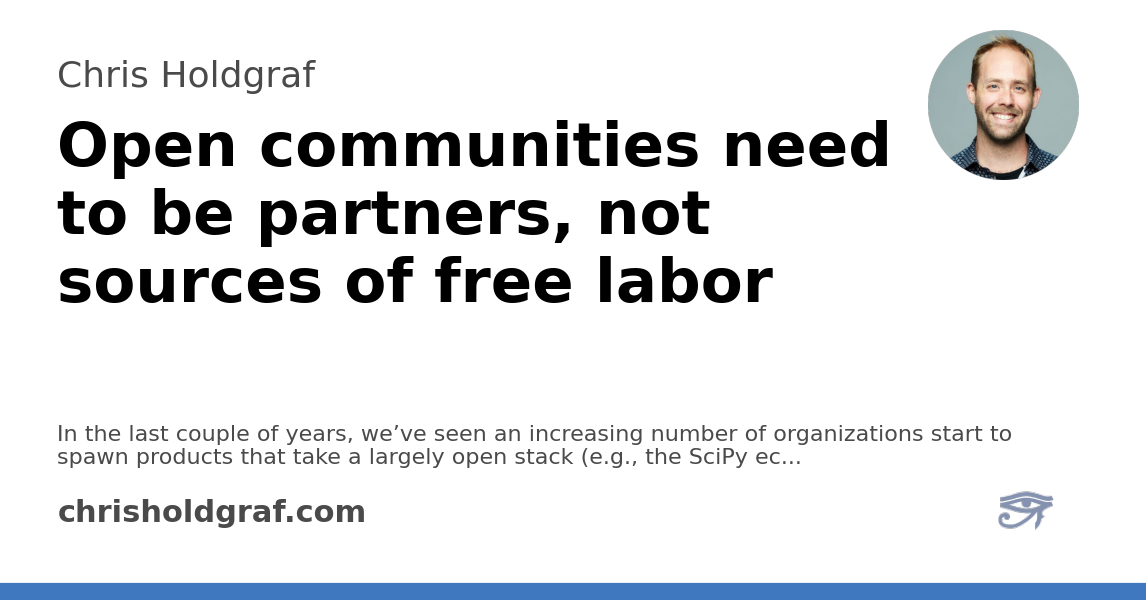 Chris Holdgraf
Open communities need
to be partners, not
sources of free labor
In the last couple of years, we’ve seen an increasing number of organizations start to
spawn products that take a largely open stack (e.g., the SciPy ec...
chrisholdgraf.com